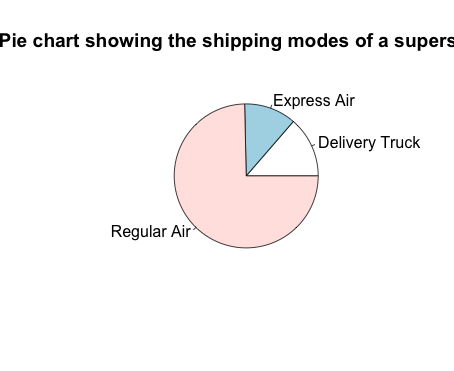 Pie chart showing the shipping modes of a supers
Express Air
Delivery Truck
Regular Air